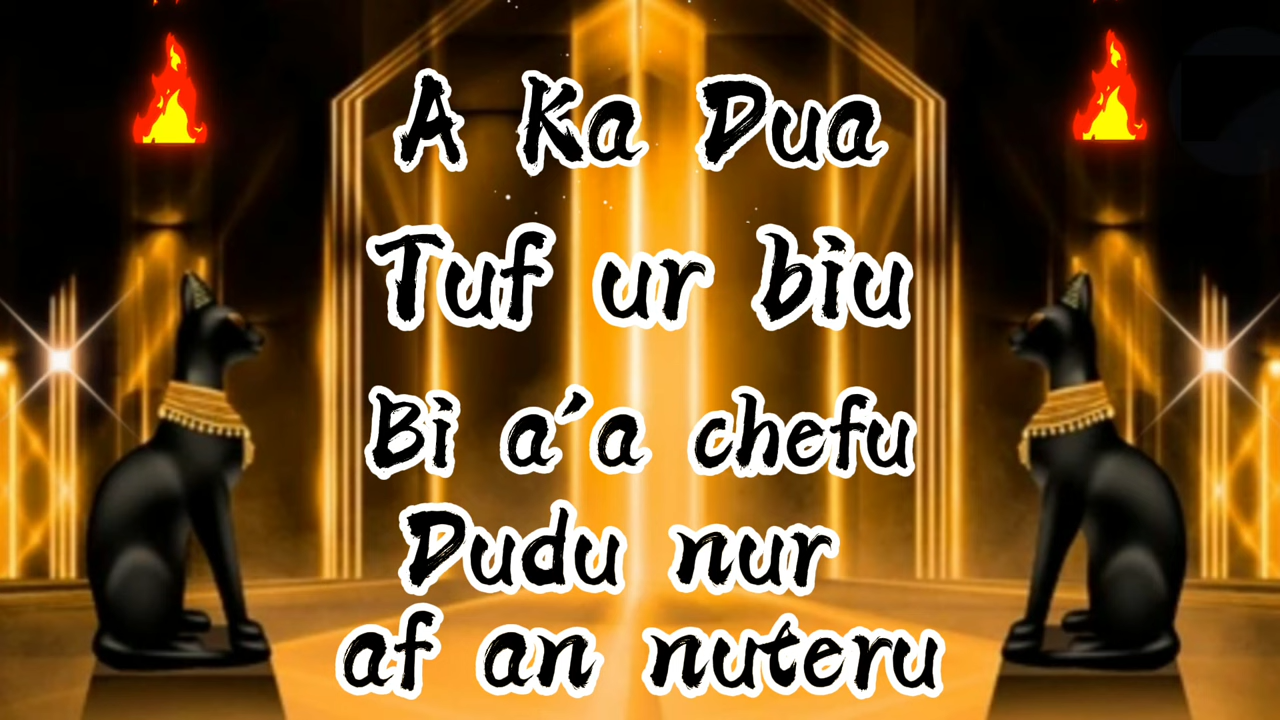 A Ka Dua
Tuf ur biu
Bi a´a chefu
Dudu nur
af an nuteru